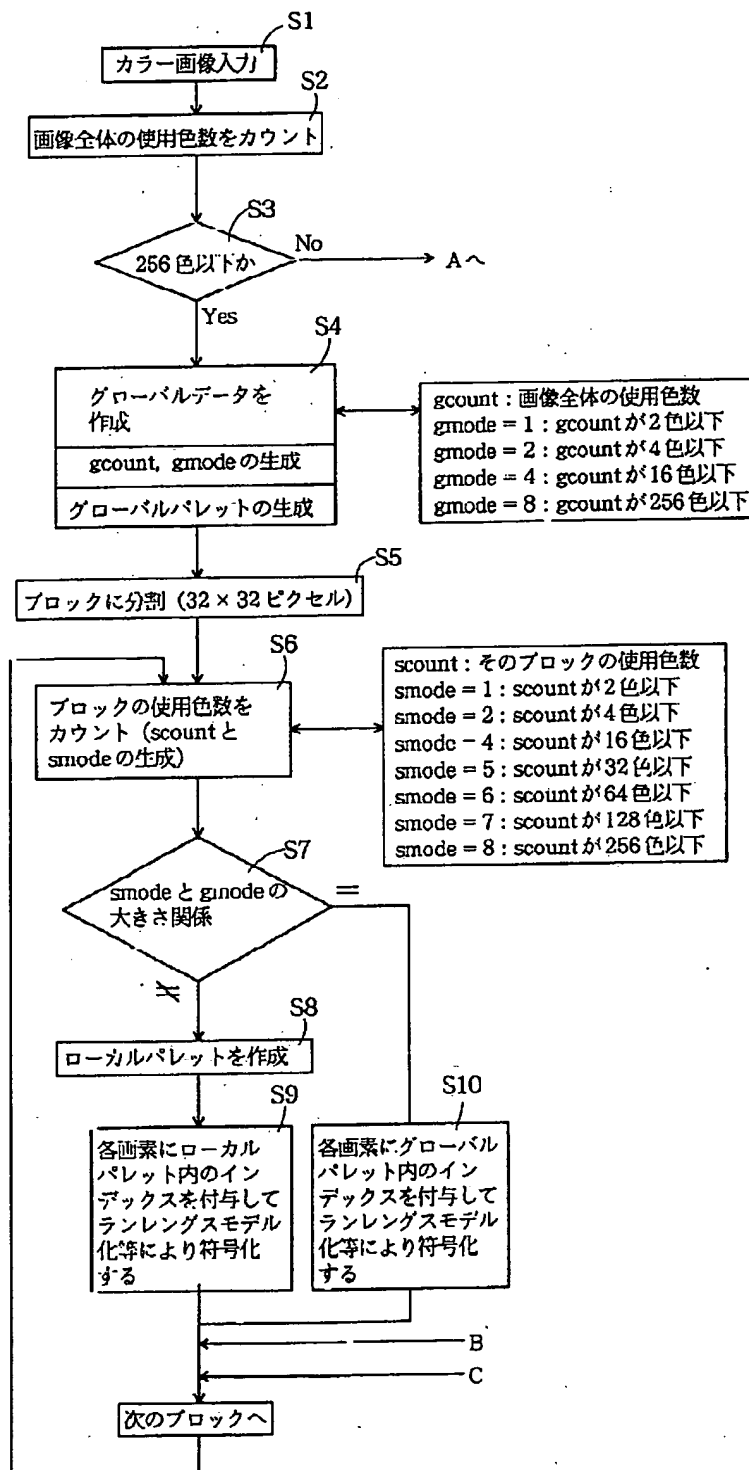 S1
カラー画像入力
S2
画像全体の使用色数をカウント
S3
256色以下か
No
Aへ
Yes
S4
グローバルデータを
作成
gcount, gmodeの生成
グローバルパレットの生成
gcount : 画像全体の使用色数
gmode = 1 : gcountが2色以下
gmode = 2 : gcountが4色以下
gmode = 4 : gcountが16色以下
gmode = 8 : gcountが256色以下
S5
ブロックに分割 (32 × 32 ピクセル)
S6
ブロックの使用色数を
カウント (scountと
smodeの生成)
scount : そのブロックの使用色数
smode = 1 : scountが2色以下
smode = 2 : scountが4色以下
smode = 4 : scountが16色以下
smode = 5 : scountが32色以下
smode = 6 : scountが64色以下
smode = 7 : scountが128色以下
smode = 8 : scountが256色以下
S7
smodeとgmodeの
大きさ関係
=
≠
S8
ローカルパレットを作成
S9
各画素にローカル
パレット内のイン
デックスを付与して
ランレングスモデル
化等により符号化
する
S10
各画素にグローバル
パレット内のイン
デックスを付与して
ランレングスモデル
化等により符号化
する
B
C
次のブロックへ